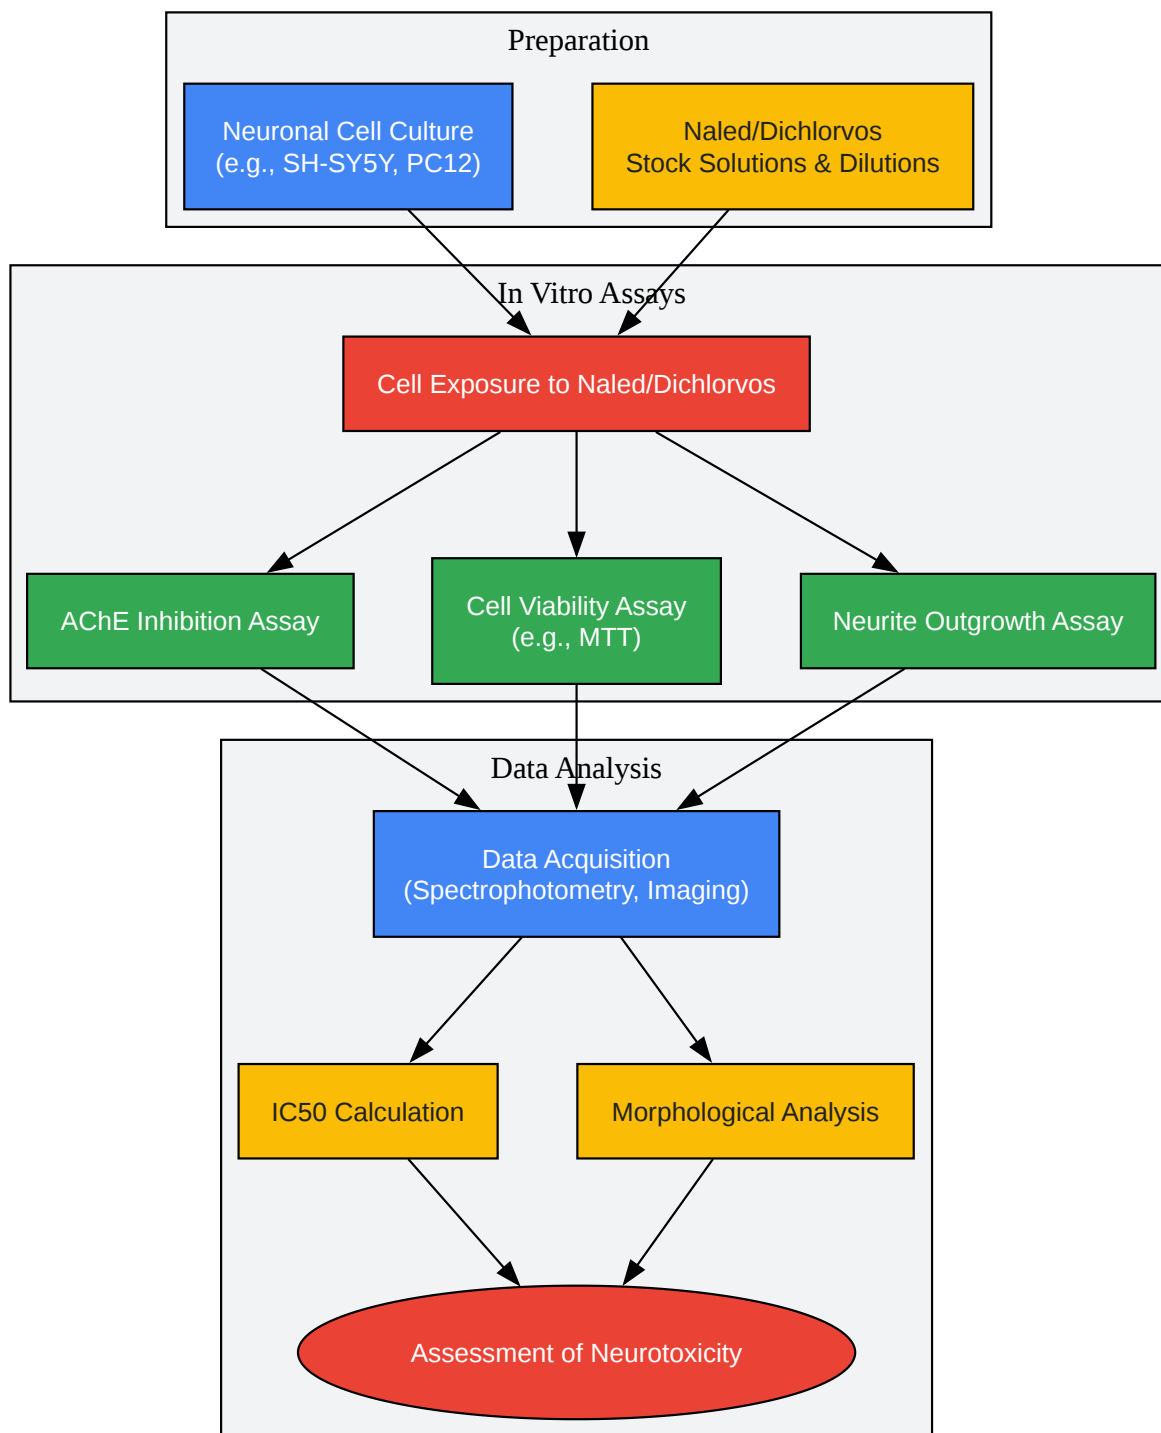 Preparation
Neuronal Cell Culture
(e.g., SH-SY5Y, PC12)
Naled/Dichlorvos
Stock Solutions & Dilutions
In Vitro Assays
Cell Exposure to Naled/Dichlorvos
AChE Inhibition Assay
Cell Viability Assay
(e.g., MTT)
Neurite Outgrowth Assay
Data Analysis
Data Acquisition
(Spectrophotometry, Imaging)
IC50 Calculation
Morphological Analysis
Assessment of Neurotoxicity